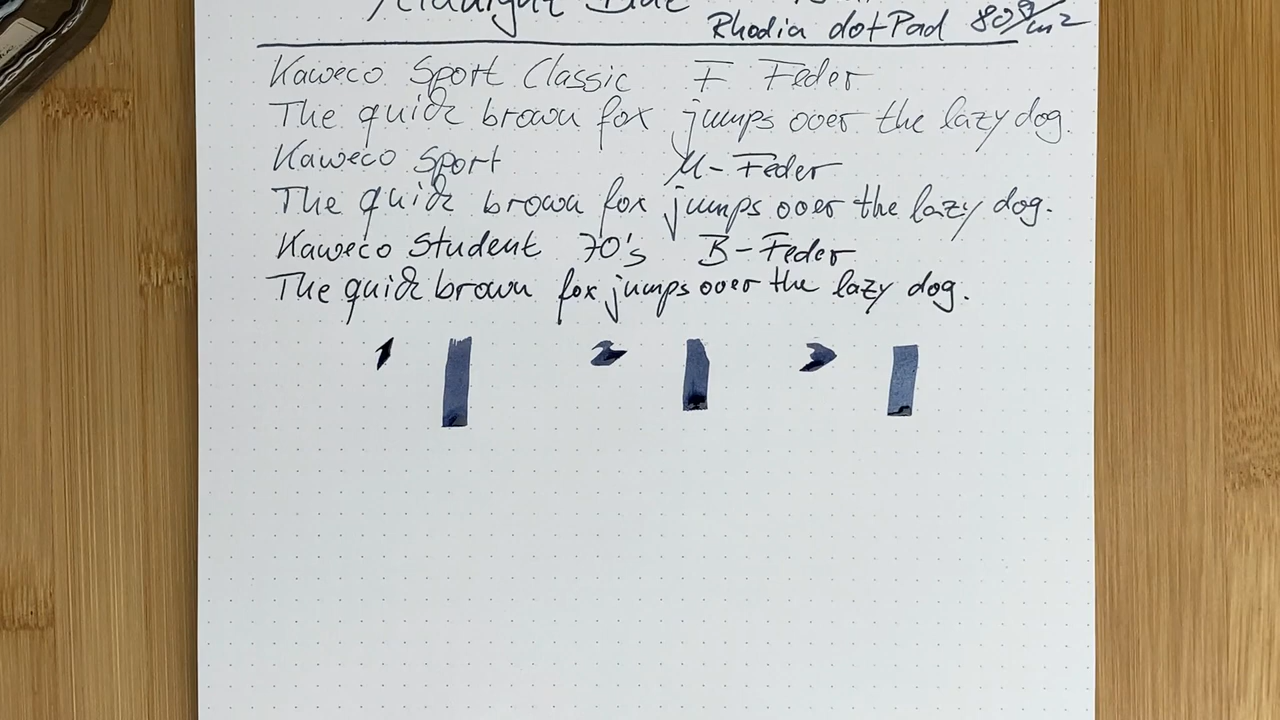 Midnight Blue
Rhodia dotPad 80g/m²
Kaweco Sport Classic F Feder
The quick brown fox jumps over the lazy dog.
Kaweco Sport M-Feder
The quick brown fox jumps over the lazy dog.
Kaweco Student 70's B-Feder
The quick brown fox jumps over the lazy dog.
1 2 3